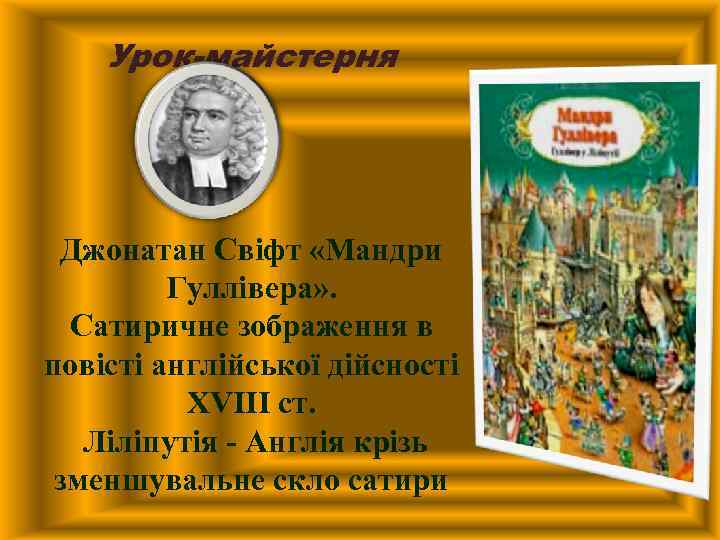 Урок-майстерня
Мандри
Гуллівера
Гуллівер у Ліліпутії
Джонатан Свіфт «Мандри
Гуллівера» .
Сатиричне зображення в
повісті англійської дійсності
XVIII ст.
Ліліпутія - Англія крізь
зменшувальне скло сатири